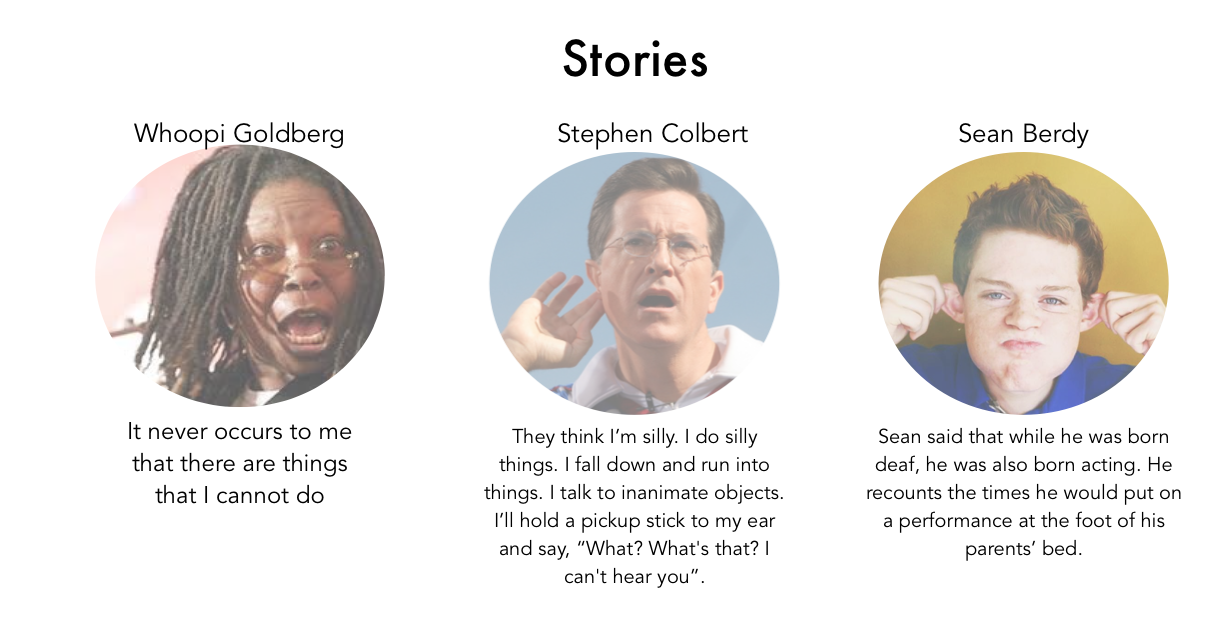 Stories
Whoopi Goldberg
It never occurs to me
that there are things
that I cannot do
Stephen Colbert
They think I’m silly. I do silly
things. I fall down and run into
things. I talk to inanimate objects.
I’ll hold a pickup stick to my ear
and say, “What? What's that? I
can't hear you”.
Sean Berdy
Sean said that while he was born
deaf, he was also born acting. He
recounts the times he would put on
a performance at the foot of his
parents’ bed.